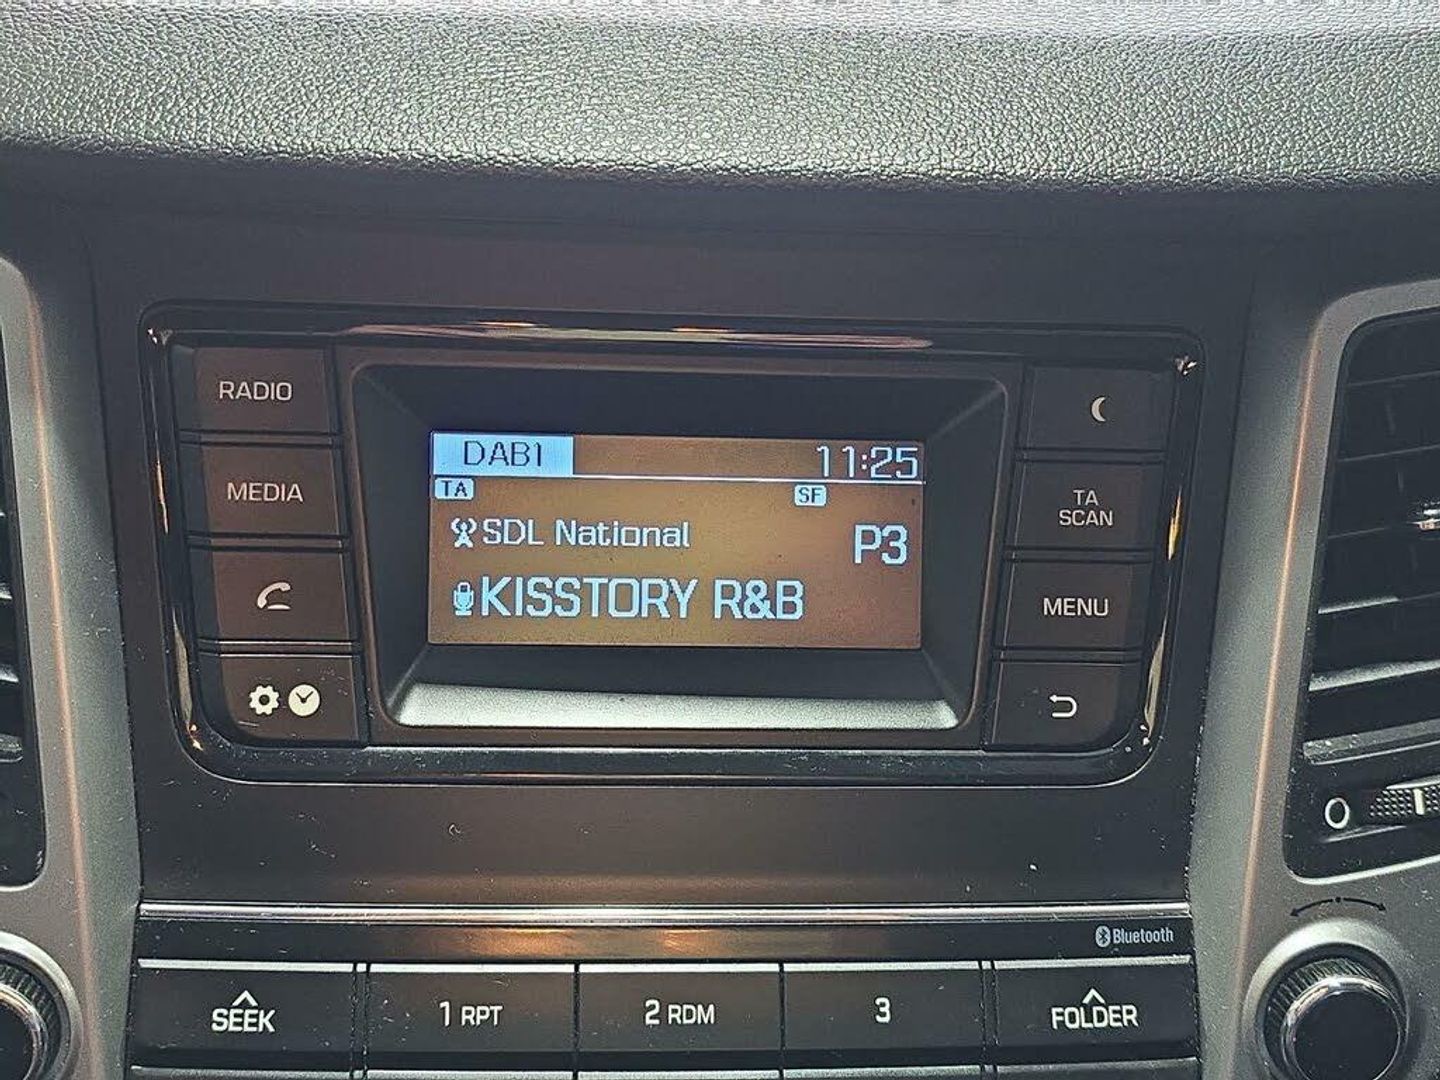 RADIO
MEDIA
DAB1 11:25
TA SF
SDL National P3
KISSTORY R&B
TA
SCAN
MENU
Bluetooth
SEEK 1 RPT 2 RDM 3 FOLDER